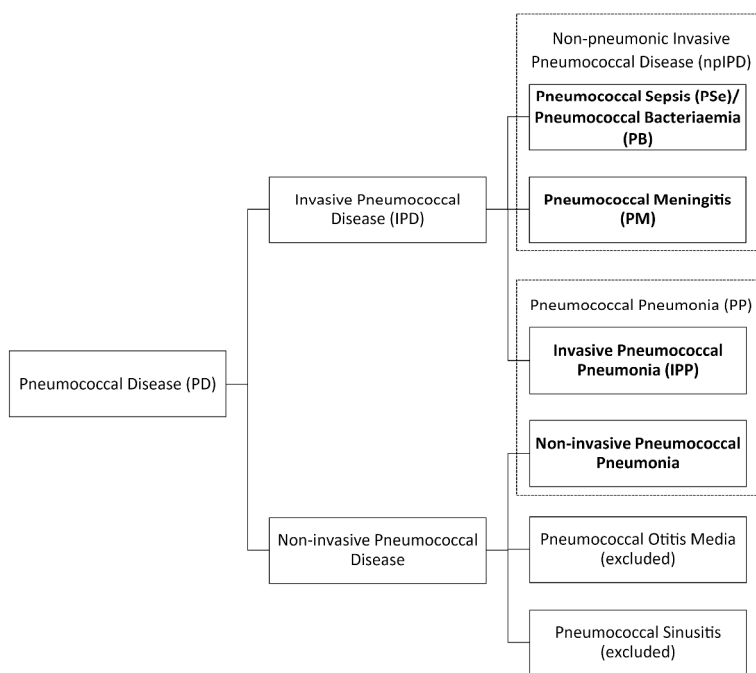 Non-pneumonic Invasive
Pneumococcal Disease (npIPD)
Pneumococcal Sepsis (PSe)/
Pneumococcal Bacteriaemia
(PB)
Invasive Pneumococcal
Disease (IPD)
Pneumococcal Meningitis
(PM)
Pneumococcal Pneumonia (PP)
Invasive Pneumococcal
Pneumonia (IPP)
Pneumococcal Disease (PD)
Non-invasive Pneumococcal
Pneumonia
Non-invasive Pneumococcal
Disease
Pneumococcal Otitis Media
(excluded)
Pneumococcal Sinusitis
(excluded)